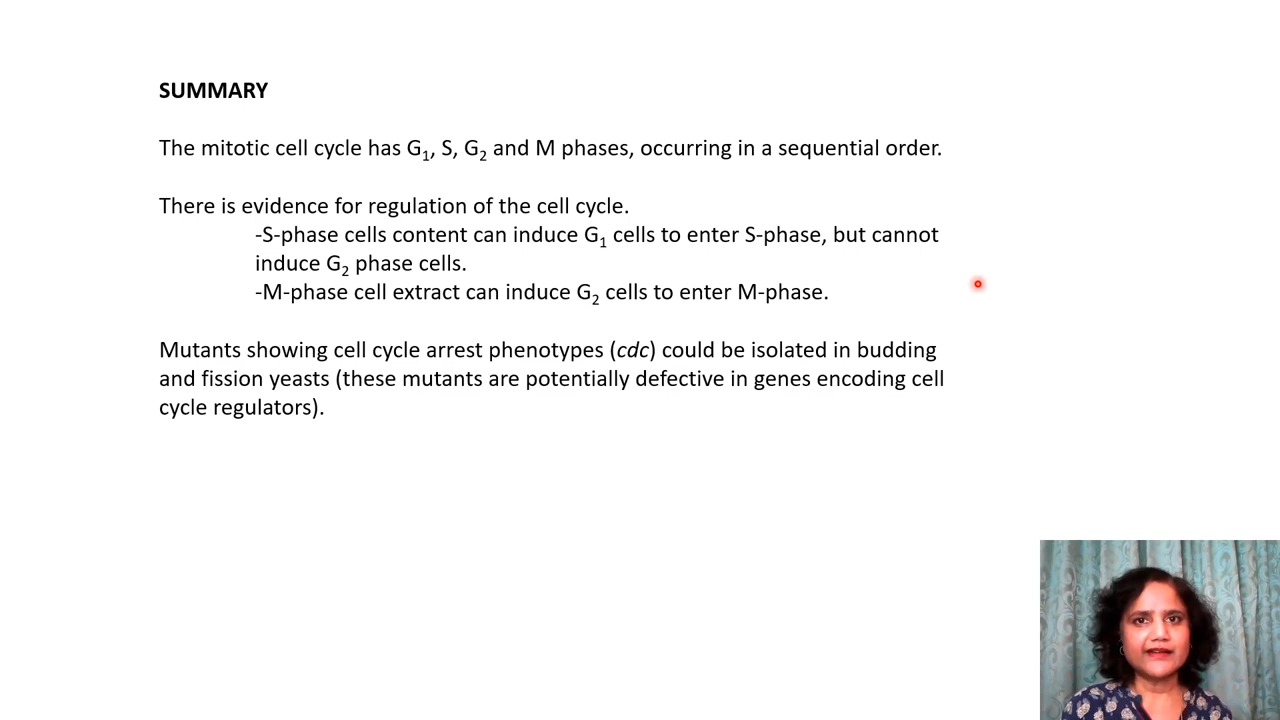 SUMMARY
The mitotic cell cycle has G₁, S, G₂ and M phases, occurring in a sequential order.
There is evidence for regulation of the cell cycle.
-S-phase cells content can induce G₁ cells to enter S-phase, but cannot
induce G₂ phase cells.
-M-phase cell extract can induce G₂ cells to enter M-phase.
Mutants showing cell cycle arrest phenotypes (cdc) could be isolated in budding
and fission yeasts (these mutants are potentially defective in genes encoding cell
cycle regulators).